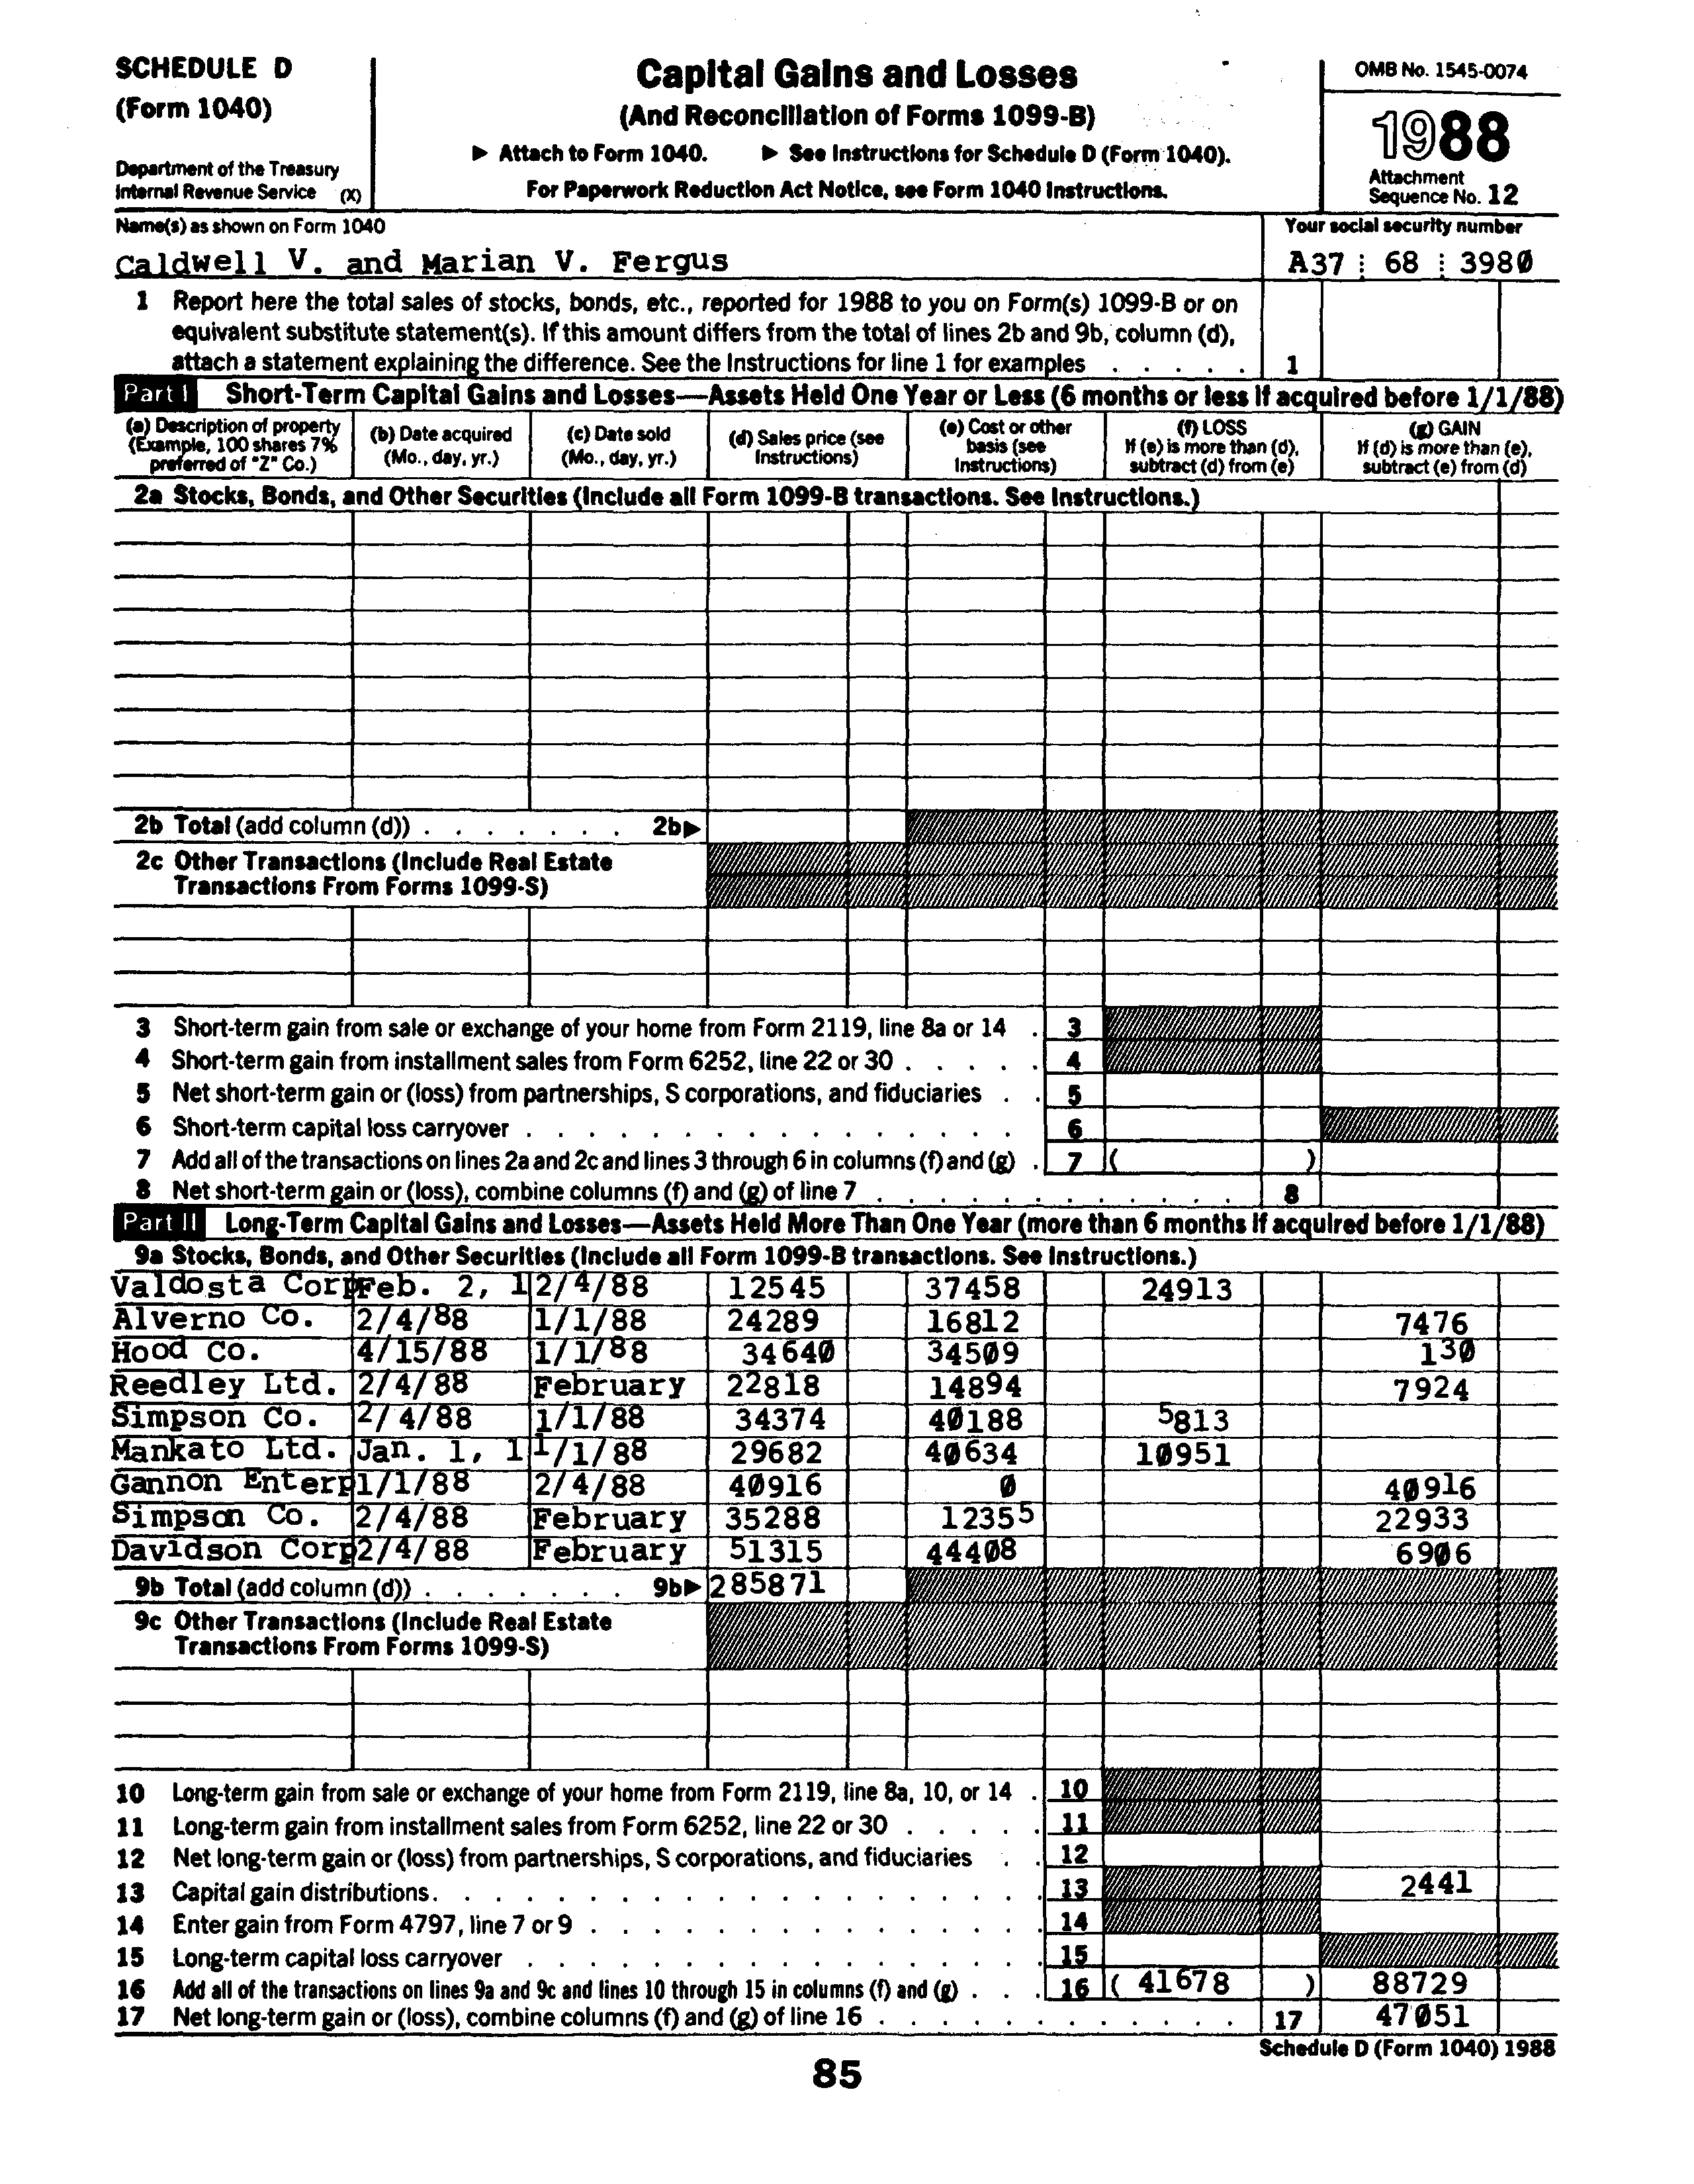 SCHEDULE D
(Form 1040)
Department of the Treasury
Internal Revenue Service (X)
Capital Gains and Losses
(And Reconciliation of Forms 1099-B)
▶ Attach to Form 1040. ▶ See Instructions for Schedule D (Form 1040).
For Paperwork Reduction Act Notice, see Form 1040 Instructions.
OMB No. 1545-0074
1988
Attachment
Sequence No. 12
Name(s) as shown on Form 1040
Caldwell V. and Marian V. Fergus
Your social security number
A37 68 3980
1 Report here the total sales of stocks, bonds, etc., reported for 1988 to you on Form(s) 1099-B or on
equivalent substitute statement(s). If this amount differs from the total of lines 2b and 9b, column (d),
attach a statement explaining the difference. See the Instructions for line 1 for examples . . . . . 1
Part I Short-Term Capital Gains and Losses—Assets Held One Year or Less (6 months or less if acquired before 1/1/88)
(a) Description of property (Example, 100 shares 7% preferred of "Z" Co.)
(b) Date acquired (Mo., day, yr.)
(c) Date sold (Mo., day, yr.)
(d) Sales price (see Instructions)
(e) Cost or other basis (see Instructions)
(f) LOSS If (e) is more than (d), subtract (d) from (e)
(g) GAIN If (d) is more than (e), subtract (e) from (d)
2a Stocks, Bonds, and Other Securities (Include all Form 1099-B transactions. See Instructions.)
2b Total (add column (d)) . . . . . . . 2b▶
2c Other Transactions (Include Real Estate
Transactions From Forms 1099-S)
3 Short-term gain from sale or exchange of your home from Form 2119, line 8a or 14 . 3
4 Short-term gain from installment sales from Form 6252, line 22 or 30 . . . . . 4
5 Net short-term gain or (loss) from partnerships, S corporations, and fiduciaries . . 5
6 Short-term capital loss carryover . . . . . . . . . . . . . . . 6
7 Add all of the transactions on lines 2a and 2c and lines 3 through 6 in columns (f) and (g) . 7 ( )
8 Net short-term gain or (loss), combine columns (f) and (g) of line 7 . . . . . . . . . . . . 8
Part II Long-Term Capital Gains and Losses—Assets Held More Than One Year (more than 6 months if acquired before 1/1/88)
9a Stocks, Bonds, and Other Securities (Include all Form 1099-B transactions. See Instructions.)
Valdosta Corp Feb. 2, 1 2/4/88 12545 37458 24913
Alverno Co. 2/4/88 1/1/88 24289 16812 7476
Hood Co. 4/15/88 1/1/88 34640 34509 130
Reedley Ltd. 2/4/88 February 22818 14894 7924
Simpson Co. 2/4/88 1/1/88 34374 40188 5813
Mankato Ltd. Jan. 1, 1 1/1/88 29682 40634 10951
Gannon Enterp 1/1/88 2/4/88 40916 0 40916
Simpson Co. 2/4/88 February 35288 12355 22933
Davidson Corp 2/4/88 February 51315 44408 6906
9b Total (add column (d)) . . . . . . . 9b▶ 285871
9c Other Transactions (Include Real Estate
Transactions From Forms 1099-S)
10 Long-term gain from sale or exchange of your home from Form 2119, line 8a, 10, or 14 . 10
11 Long-term gain from installment sales from Form 6252, line 22 or 30 . . . . . 11
12 Net long-term gain or (loss) from partnerships, S corporations, and fiduciaries . . 12
13 Capital gain distributions . . . . . . . . . . . . . . . . . 13 2441
14 Enter gain from Form 4797, line 7 or 9 . . . . . . . . . . . . . 14
15 Long-term capital loss carryover . . . . . . . . . . . . . . . 15
16 Add all of the transactions on lines 9a and 9c and lines 10 through 15 in columns (f) and (g) . . . 16 ( 41678 ) 88729
17 Net long-term gain or (loss), combine columns (f) and (g) of line 16 . . . . . . . . . . . . 17 47051
Schedule D (Form 1040) 1988
85